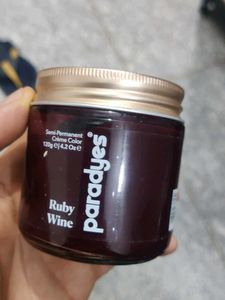 Semi-Permanent
Crème Color
120g ℮|4.2 Oz ℮
paradyes®
Ruby
Wine